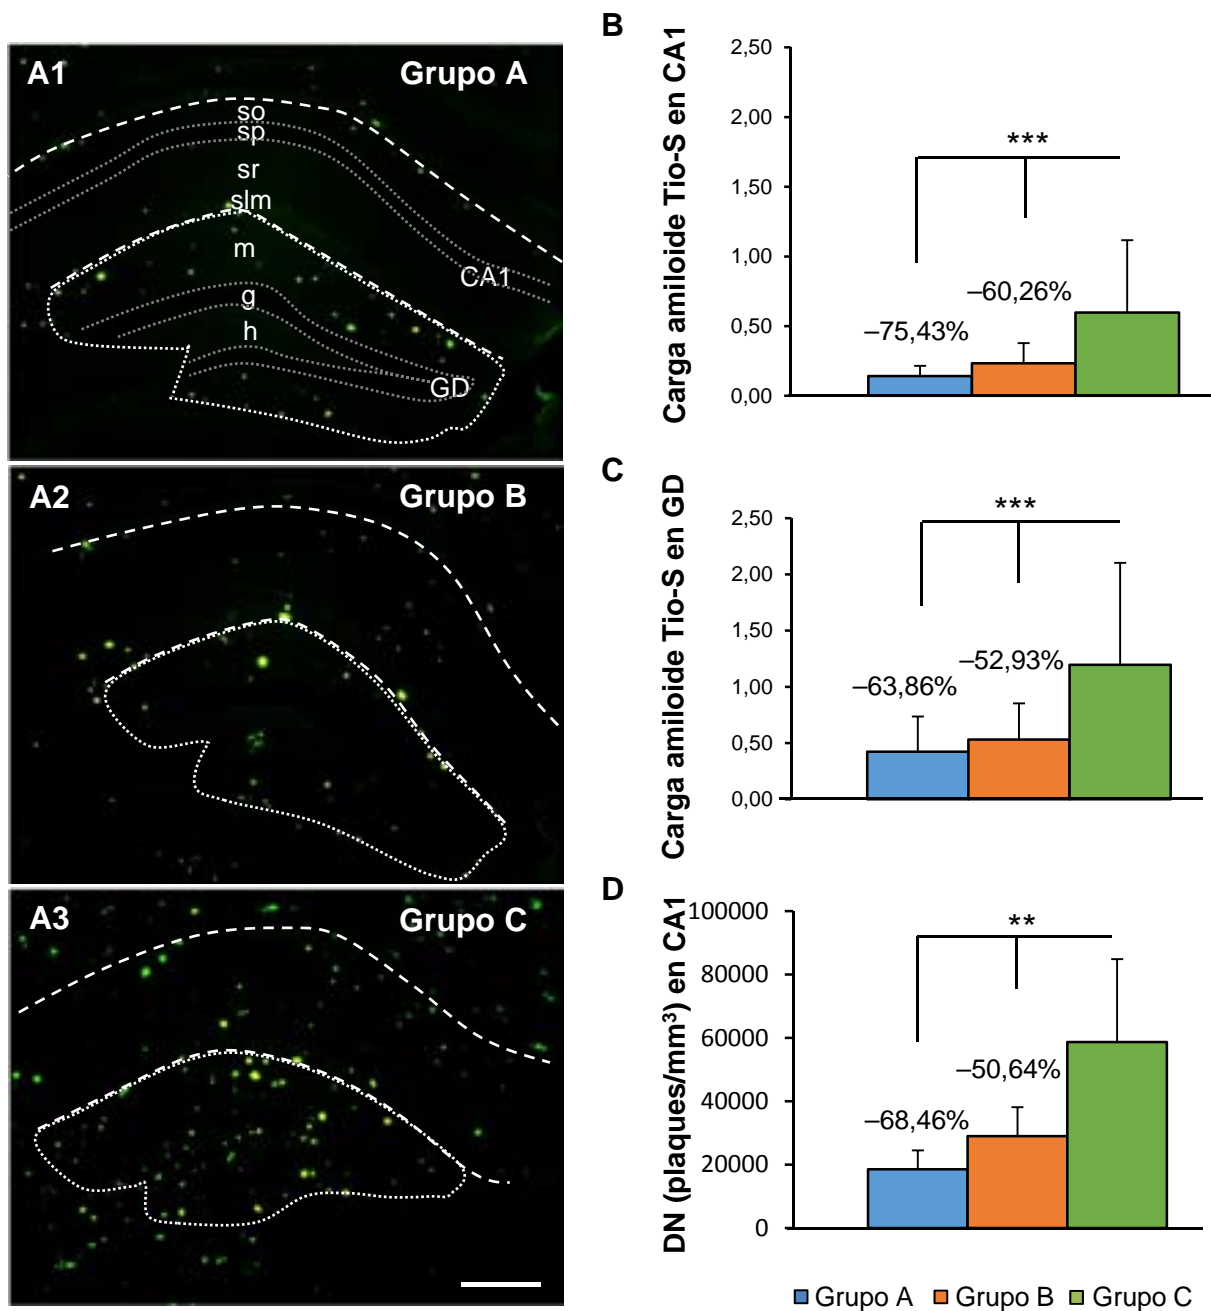 A1
Grupo A
so
sp
sr
slm
m
CA1
g
h
GD
A2
Grupo B
A3
Grupo C
B
Carga amiloide Tio-S en CA1
2,50
2,00
1,50
1,00
0,50
0,00
***
–75,43%
–60,26%
C
Carga amiloide Tio-S en GD
2,50
2,00
1,50
1,00
0,50
0,00
***
–63,86%
–52,93%
D
DN (plaques/mm³) en CA1
100000
80000
60000
40000
20000
0
**
–68,46%
–50,64%
Grupo A Grupo B Grupo C